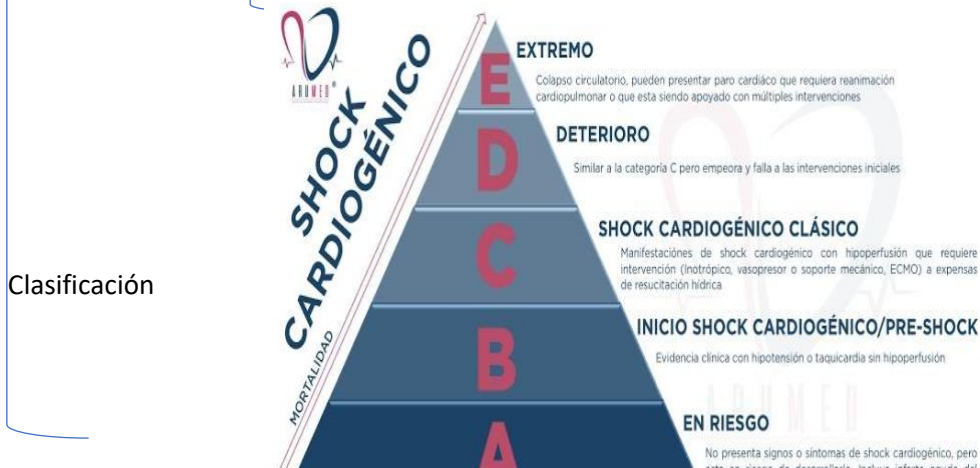 ARUMED
SHOCK
CARDIOGÉNICO
MORTALIDAD
Clasificación
E
EXTREMO
Colapso circulatorio, pueden presentar paro cardiáco que requiera reanimación
cardiopulmonar o que esta siendo apoyado con múltiples intervenciones
D
DETERIORO
Similar a la categoría C pero empeora y falla a las intervenciones iniciales
C
SHOCK CARDIOGÉNICO CLÁSICO
Manifestaciónes de shock cardiogénico con hipoperfusión que requiere
intervención (Inotrópico, vasopresor o soporte mecánico, ECMO) a expensas
de resucitación hídrica
B
INICIO SHOCK CARDIOGÉNICO/PRE-SHOCK
Evidencia clínica con hipotensión o taquicardia sin hipoperfusión
ARUMED
A
EN RIESGO
No presenta signos o síntomas de shock cardiogénico, pero